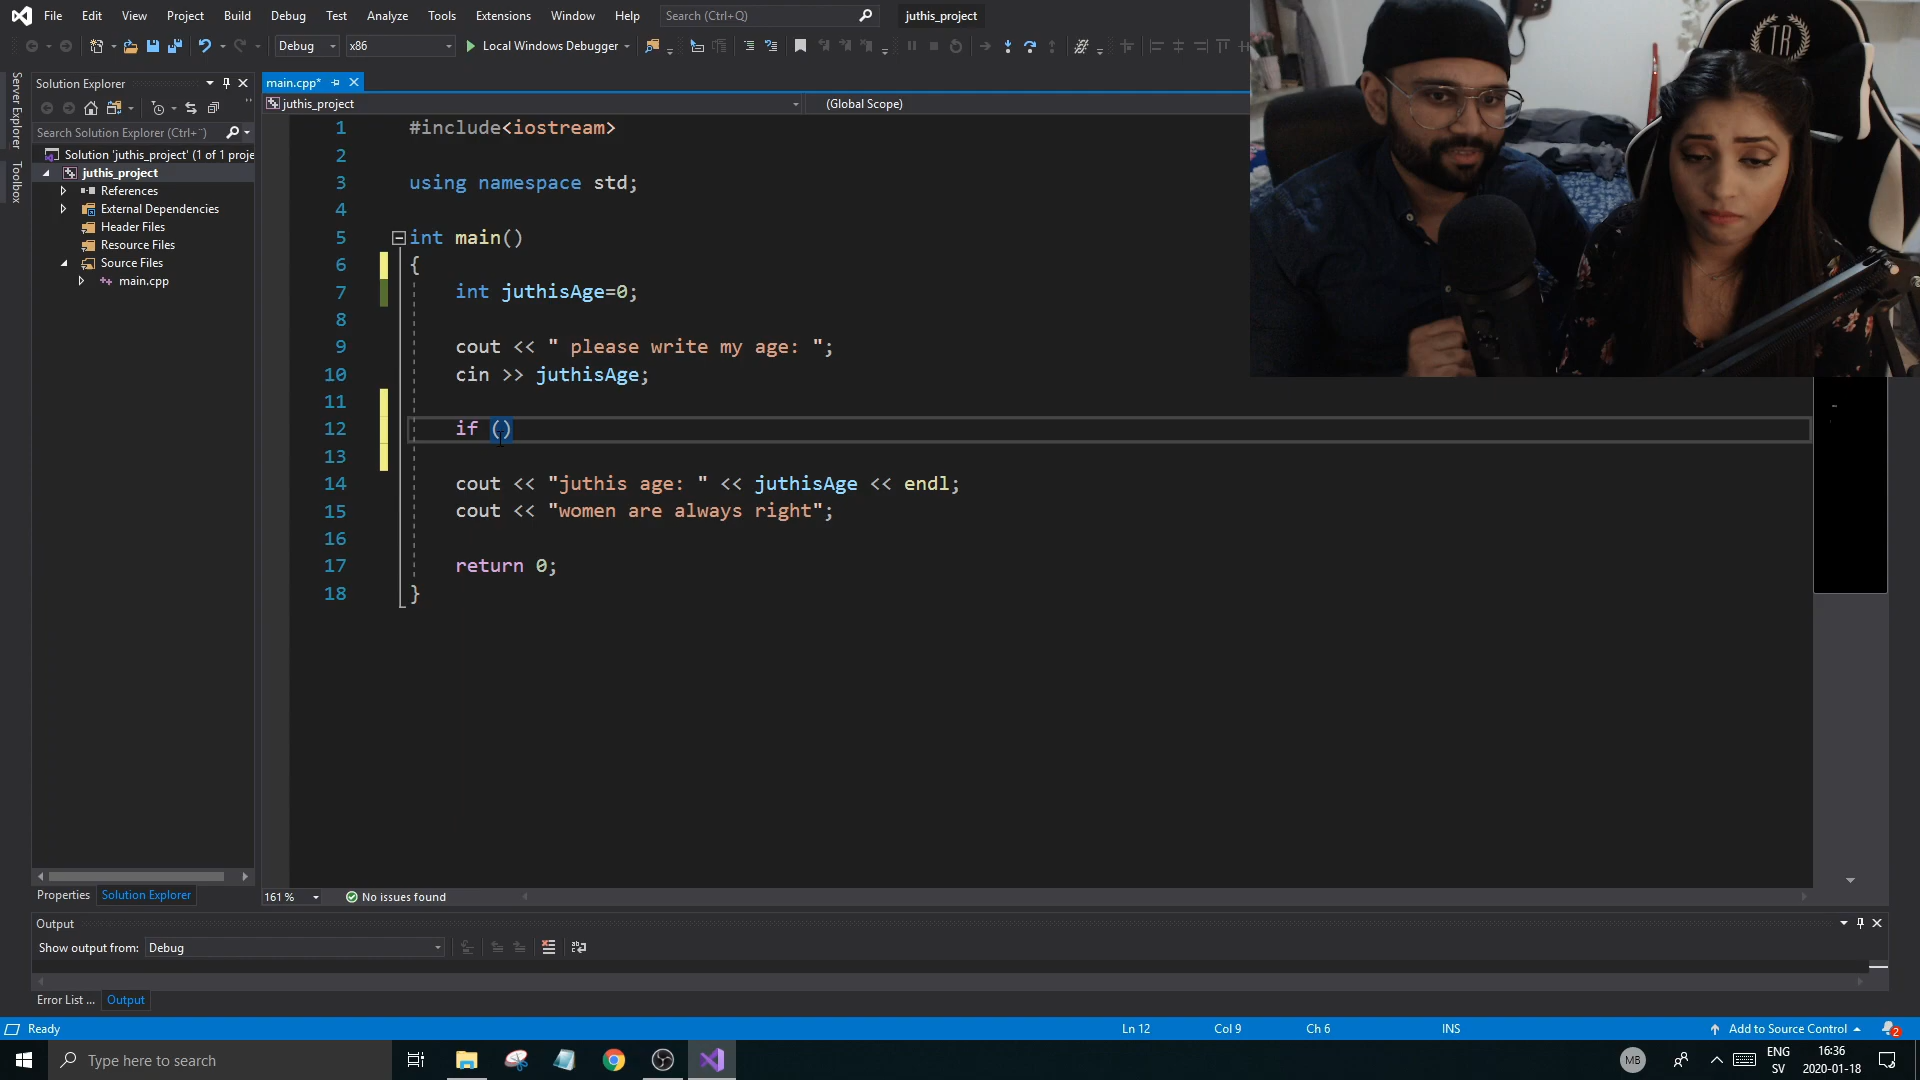 File Edit View Project Build Debug Test Analyze Tools Extensions Window Help Search (Ctrl+Q) juthis_project
Debug x86 Local Windows Debugger
Server Explorer
Toolbox
Solution Explorer
Search Solution Explorer (Ctrl+¨)
Solution 'juthis_project' (1 of 1 proje
juthis_project
References
External Dependencies
Header Files
Resource Files
Source Files
main.cpp
Properties Solution Explorer
main.cpp*
juthis_project (Global Scope)
1 #include<iostream>
2
3 using namespace std;
4
5 int main()
6 {
7 int juthisAge=0;
8
9 cout << " please write my age: ";
10 cin >> juthisAge;
11
12 if ()
13
14 cout << "juthis age: " << juthisAge << endl;
15 cout << "women are always right";
16
17 return 0;
18 }
TR
161 % No issues found
Output
Show output from: Debug
Error List ... Output
Ready Ln 12 Col 9 Ch 6 INS Add to Source Control 2
Type here to search MB ENG 16:36
SV 2020-01-18